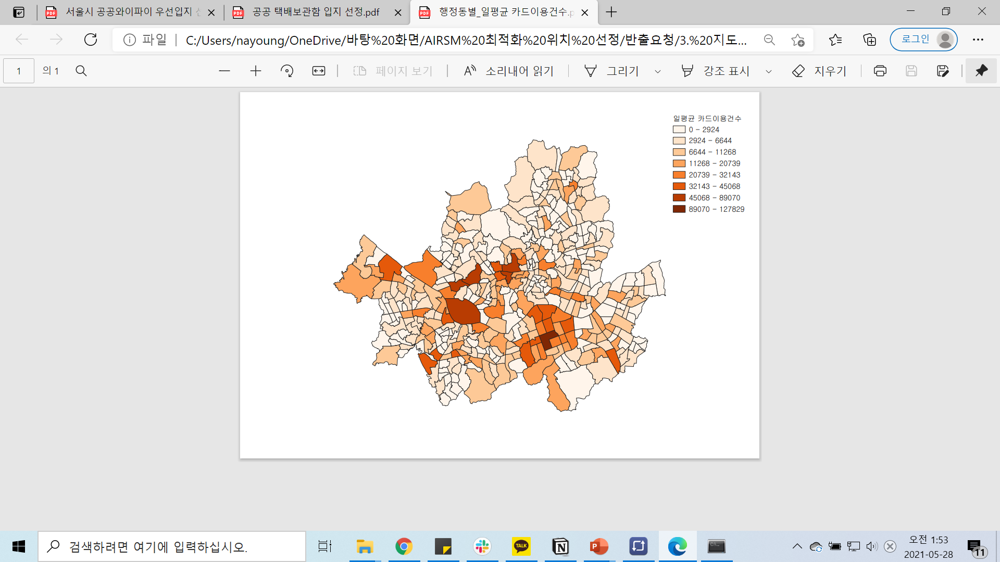 서울시 공공와이파이 우선입지
공공 택배보관함 입지 선정.pdf
행정동별_일평균 카드이용건수.p
파일
C:/Users/nayoung/OneDrive/바탕%20화면/AIRSM%20최적화%20위치%20선정/반출요청/3.%20지도...
로그인
1
의 1
페이지 보기
소리내어 읽기
그리기
강조 표시
지우기
일평균 카드이용건수
0 - 2924
2924 - 6644
6644 - 11268
11268 - 20739
20739 - 32143
32143 - 45068
45068 - 89070
89070 - 127829
검색하려면 여기에 입력하십시오.
TALK
오전 1:53
2021-05-28
11